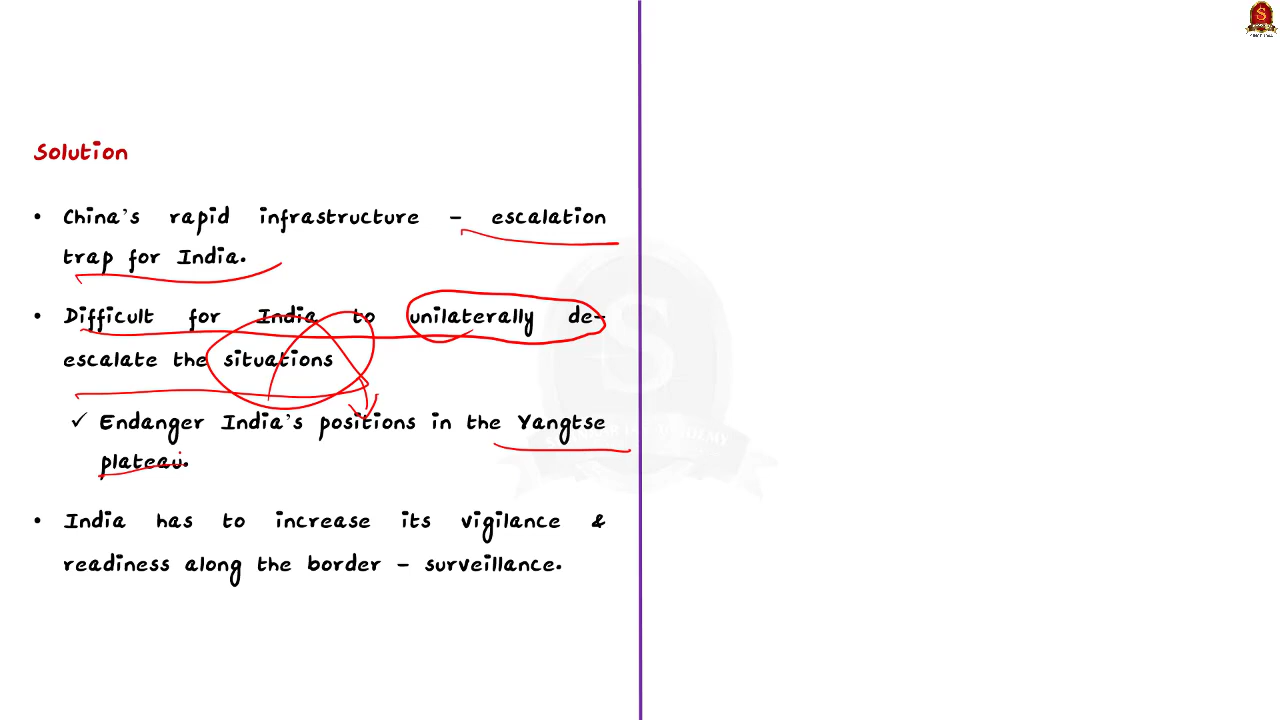 Solution
• China's rapid infrastructure – escalation
trap for India.
• Difficult for India to unilaterally de-
escalate the situations
✓ Endanger India's positions in the Yangtse
plateau.
• India has to increase its vigilance &
readiness along the border – surveillance.